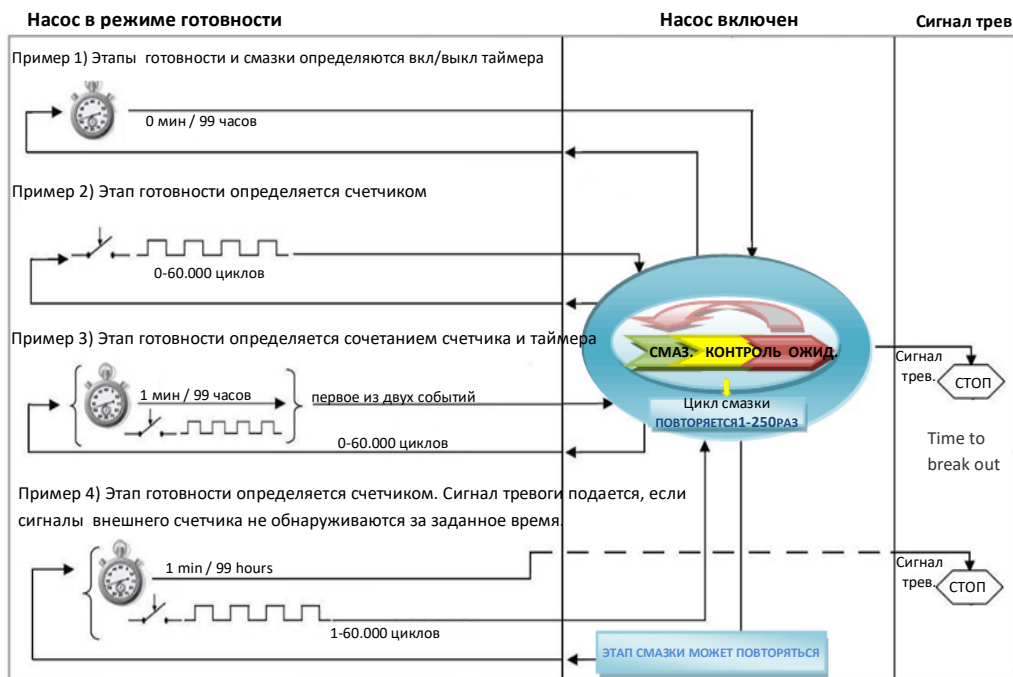 Насос в режиме готовности
Насос включен
Сигнал трев
Пример 1) Этапы готовности и смазки определяются вкл/выкл таймера
0 мин / 99 часов
Пример 2) Этап готовности определяется счетчиком
0-60.000 циклов
Пример 3) Этап готовности определяется сочетанием счетчика и таймера
1 мин / 99 часов
первое из двух событий
0-60.000 циклов
СМАЗ. КОНТРОЛЬ ОЖИД.
Цикл смазки
ПОВТОРЯЕТСЯ1-250РАЗ
Сигнал
трев.
СТОП
Time to
break out
Пример 4) Этап готовности определяется счетчиком. Сигнал тревоги подается, если
сигналы внешнего счетчика не обнаруживаются за заданное время.
1 min / 99 hours
1-60.000 циклов
Сигнал
трев.
СТОП
ЭТАП СМАЗКИ МОЖЕТ ПОВТОРЯТЬСЯ